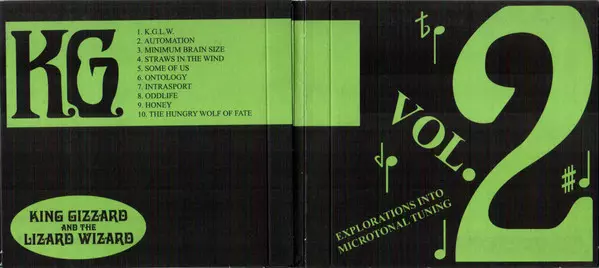 KG.
1. K.G.L.W.
2. AUTOMATION
3. MINIMUM BRAIN SIZE
4. STRAWS IN THE WIND
5. SOME OF US
6. ONTOLOGY
7. INTRASPORT
8. ODDLIFE
9. HONEY
10. THE HUNGRY WOLF OF FATE
KING GIZZARD
AND THE
LIZARD WIZARD
VOL. 2
EXPLORATIONS INTO
MICROTONAL TUNING